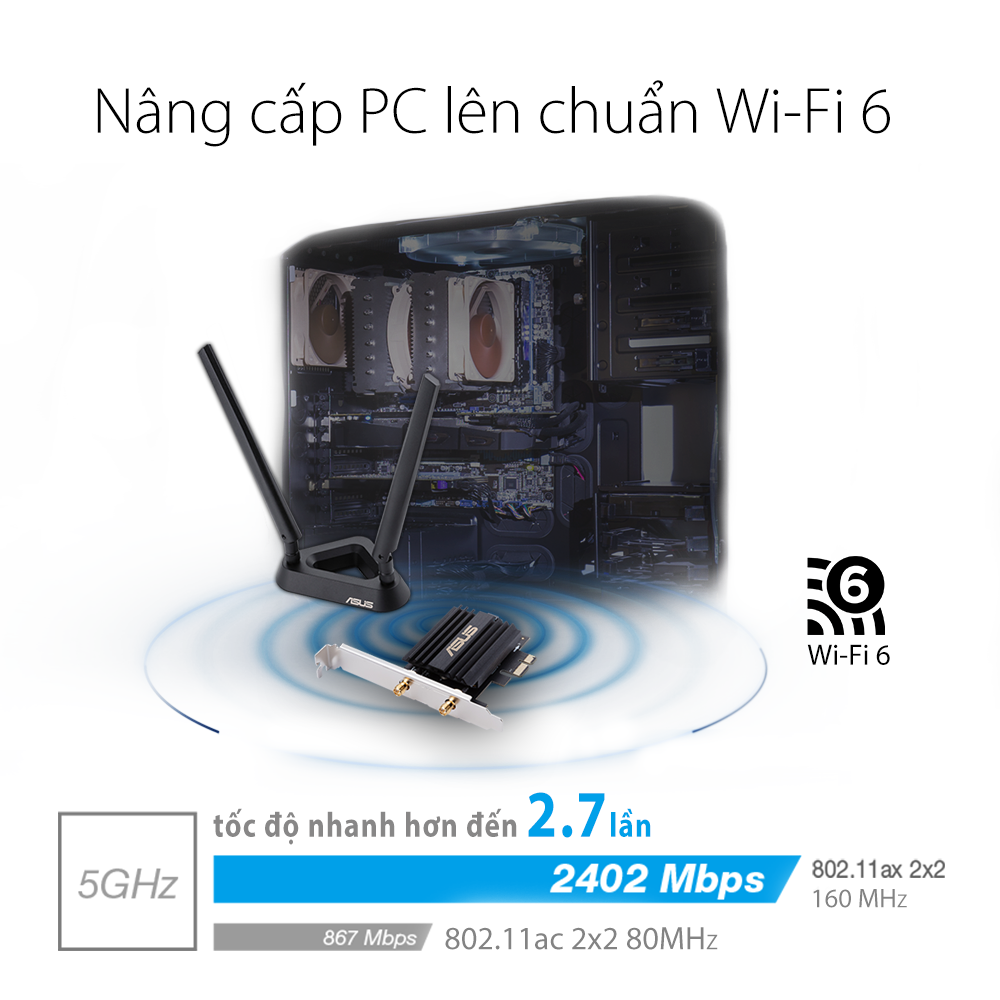 Nâng cấp PC lên chuẩn Wi-Fi 6
ASUS
ASUS
6
Wi-Fi 6
tốc độ nhanh hơn đến 2.7 lần
5GHz
2402 Mbps
802.11ax 2x2
160 MHz
867 Mbps
802.11ac 2x2 80MHz